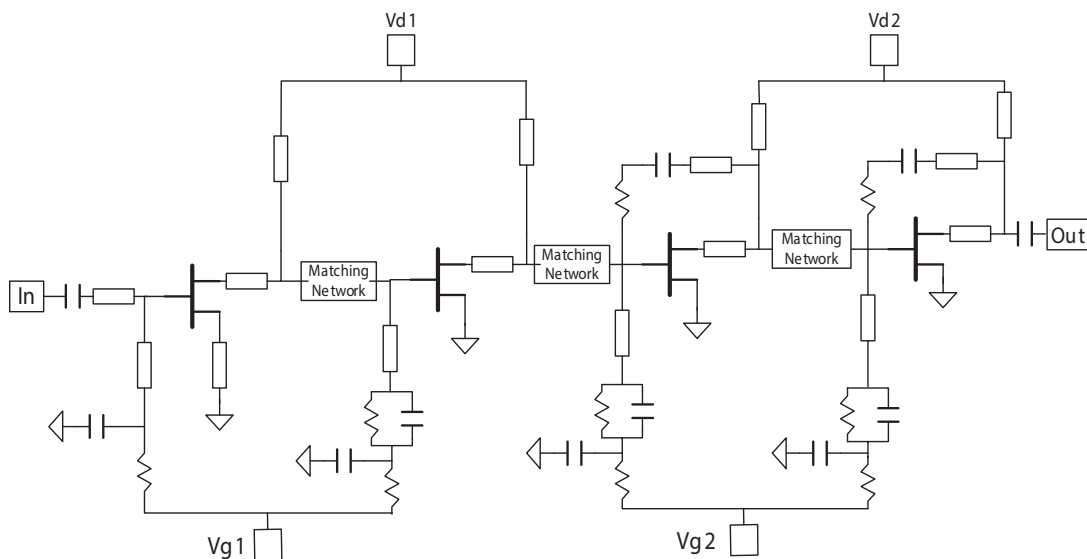 Vd1
Vd2
Matching
Network
Matching
Network
Matching
Network
In
Out
Vg1
Vg2